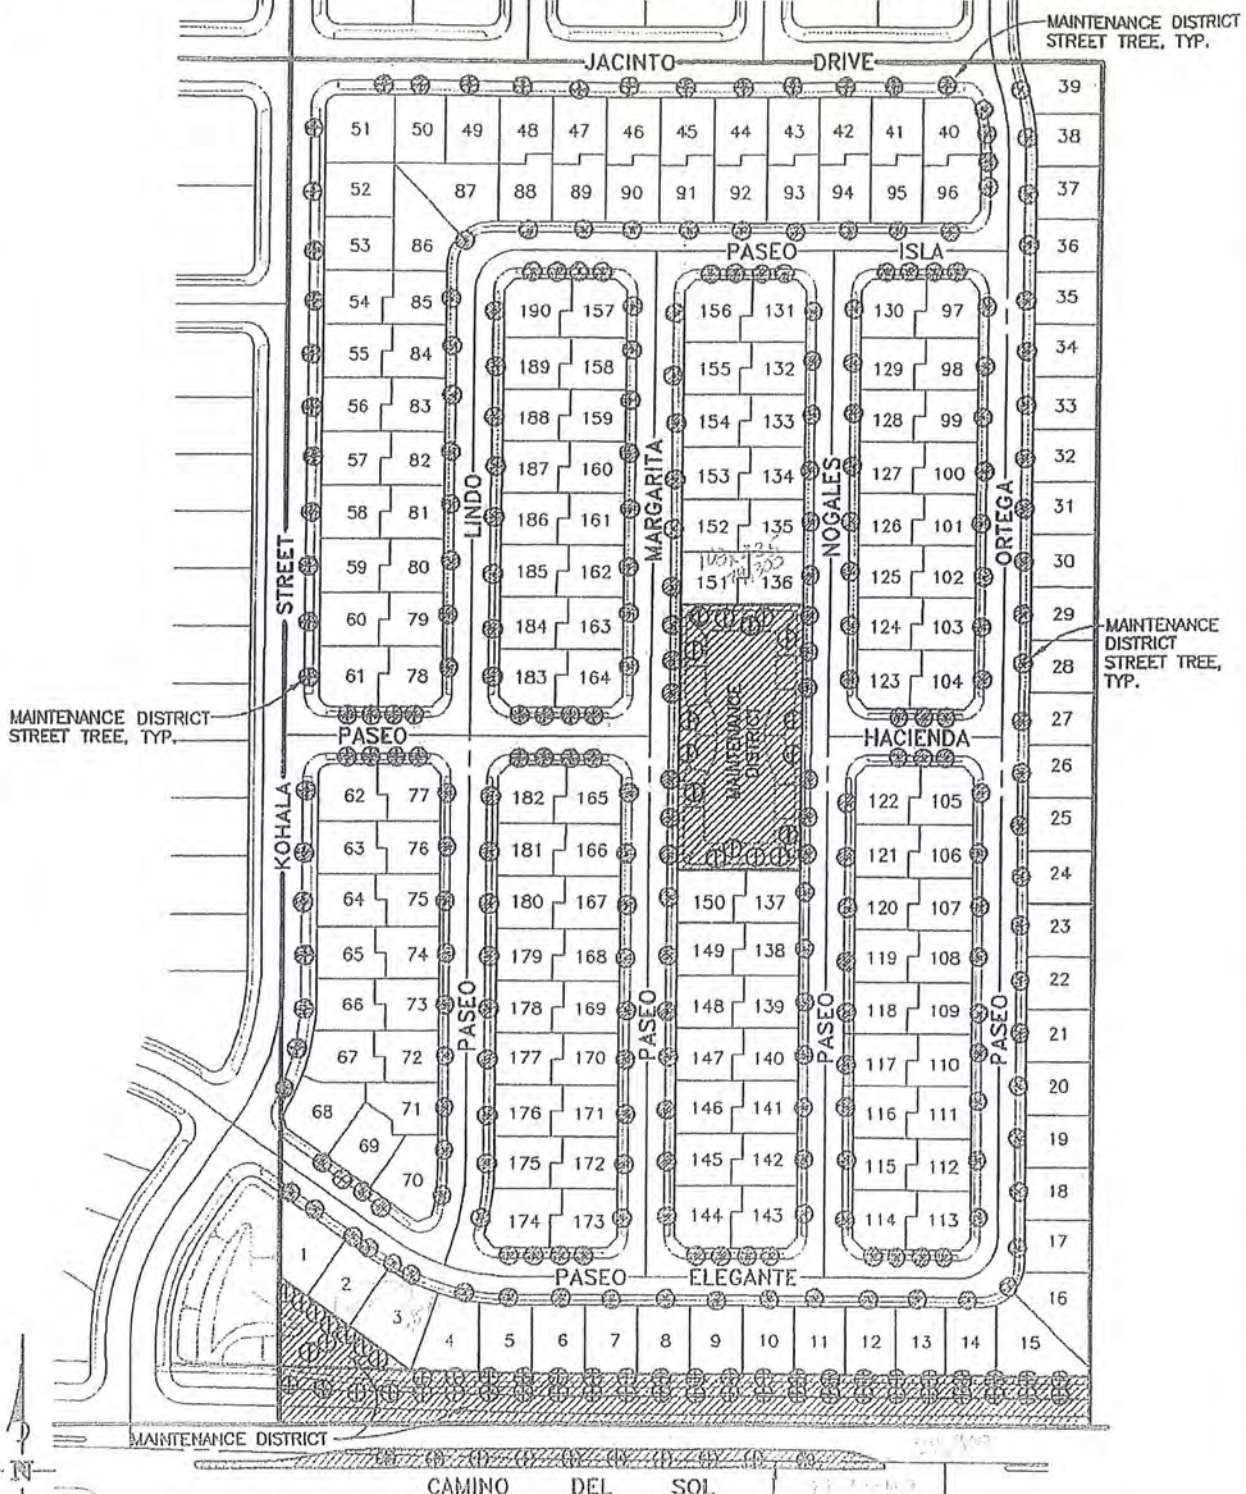 MAINTENANCE DISTRICT
STREET TREE, TYP.
JACINTO DRIVE
39
51 50 49 48 47 46 45 44 43 42 41 40
38
52 87 88 89 90 91 92 93 94 95 96
37
53 86
36
PASEO ISLA
54 85
190 157 156 131 130 97
35
55 84
189 158 155 132 129 98
34
56 83
188 159 154 133 128 99
33
57 82
187 160 153 134 127 100
32
58 81
186 161 152 135 126 101
31
59 80
185 162 151 136 125 102
30
60 79
184 163 124 103
29
61 78
183 164 123 104
28
KOHALA STREET
PASEO LINDO
PASEO MARGARITA
PASEO NOGALES
PASEO ORTEGA
MAINTENANCE
DISTRICT
STREET TREE,
TYP.
MAINTENANCE DISTRICT
STREET TREE, TYP.
MAINTENANCE
DISTRICT
27
PASEO HACIENDA
26
62 77 182 165 122 105
25
63 76 181 166 121 106
24
64 75 180 167 150 137 120 107
23
65 74 179 168 149 138 119 108
22
66 73 178 169 148 139 118 109
21
67 72 177 170 147 140 117 110
20
68 71 176 171 146 141 116 111
19
69 175 172 145 142 115 112
18
70 174 173 144 143 114 113
17
1 PASEO ELEGANTE
2 16
3
4 5 6 7 8 9 10 11 12 13 14 15
MAINTENANCE DISTRICT
N
CAMINO DEL SOL